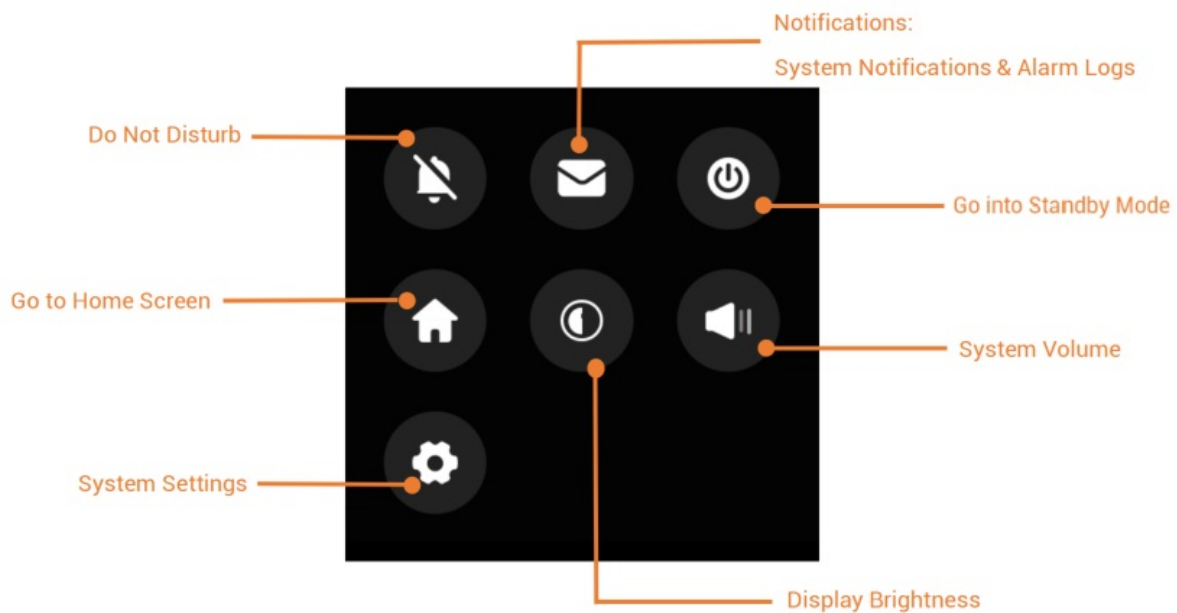 Notifications:
System Notifications & Alarm Logs
Do Not Disturb
Go into Standby Mode
Go to Home Screen
System Volume
System Settings
Display Brightness